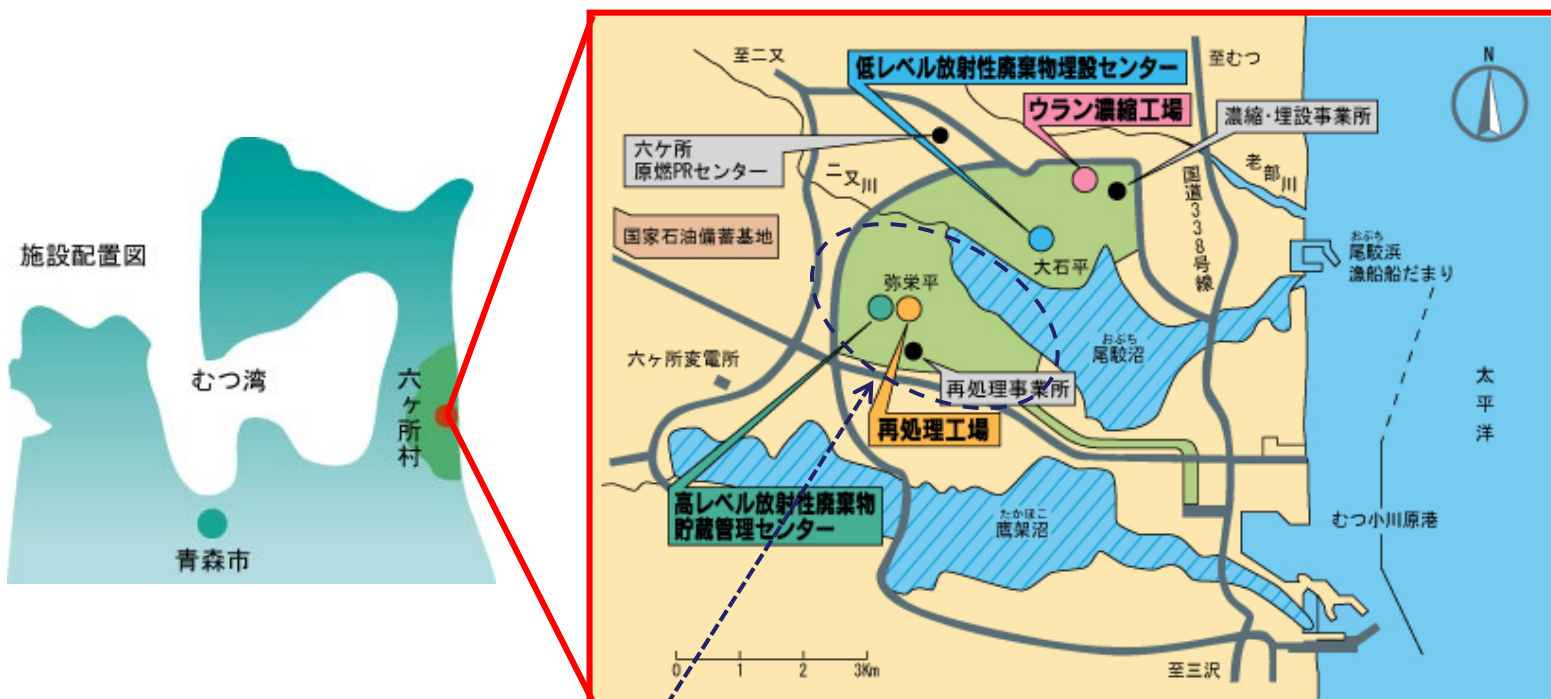 施設配置図
むつ湾
六ケ所村
青森市
至二又
低レベル放射性廃棄物埋設センター
至むつ
N
ウラン濃縮工場
濃縮・埋設事業所
六ケ所
原燃PRセンター
二又川
老部川
国道338号線
国家石油備蓄基地
大石平
おぶち
尾駮浜
漁船船だまり
弥栄平
おぶち
尾駮沼
六ケ所変電所
再処理事業所
太平洋
再処理工場
高レベル放射性廃棄物
貯蔵管理センター
たかほこ
鷹架沼
むつ小川原港
0 1 2 3Km
至三沢